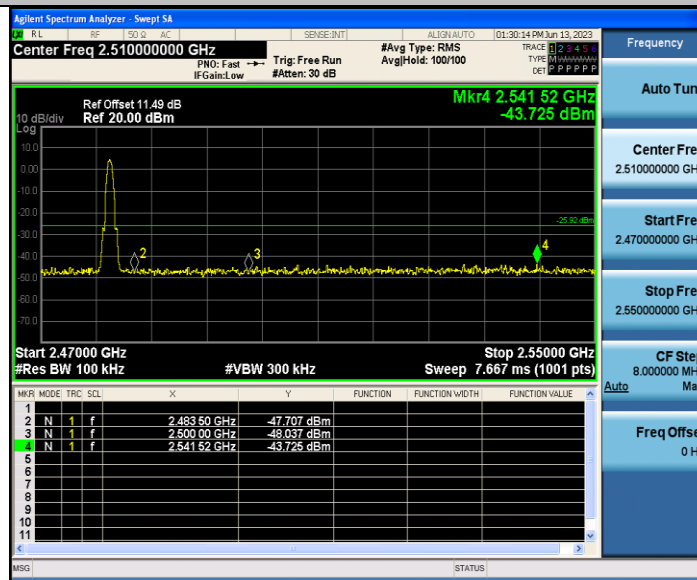 Agilent Spectrum Analyzer - Swept SA
RL RF 50 Ω AC SENSE:INT ALIGN AUTO 01:30:14 PM Jun 13, 2023
Center Freq 2.510000000 GHz #Avg Type: RMS TRACE 1 2 3 4 5 6
PNO: Fast Trig: Free Run Avg|Hold: 100/100 TYPE M
IFGain:Low #Atten: 30 dB DET P P P P P P
Mkr4 2.541 52 GHz
-43.725 dBm
Ref Offset 11.49 dB
10 dB/div Ref 20.00 dBm
Log
10.0
0.00
-10.0
-20.0
-25.92 dBm
-30.0
-40.0
2 3 4
-50.0
-60.0
-70.0
Start 2.47000 GHz Stop 2.55000 GHz
#Res BW 100 kHz #VBW 300 kHz Sweep 7.667 ms (1001 pts)
MKR MODE TRC SCL X Y FUNCTION FUNCTION WIDTH FUNCTION VALUE
1
2 N 1 f 2.483 50 GHz -47.707 dBm
3 N 1 f 2.500 00 GHz -48.037 dBm
4 N 1 f 2.541 52 GHz -43.725 dBm
5
6
7
8
9
10
11
MSG STATUS
Frequency
Auto Tun
Center Fre
2.510000000 GH
Start Fre
2.470000000 GH
Stop Fre
2.550000000 GH
CF Ste
8.000000 MH
Auto Ma
Freq Offse
0 H